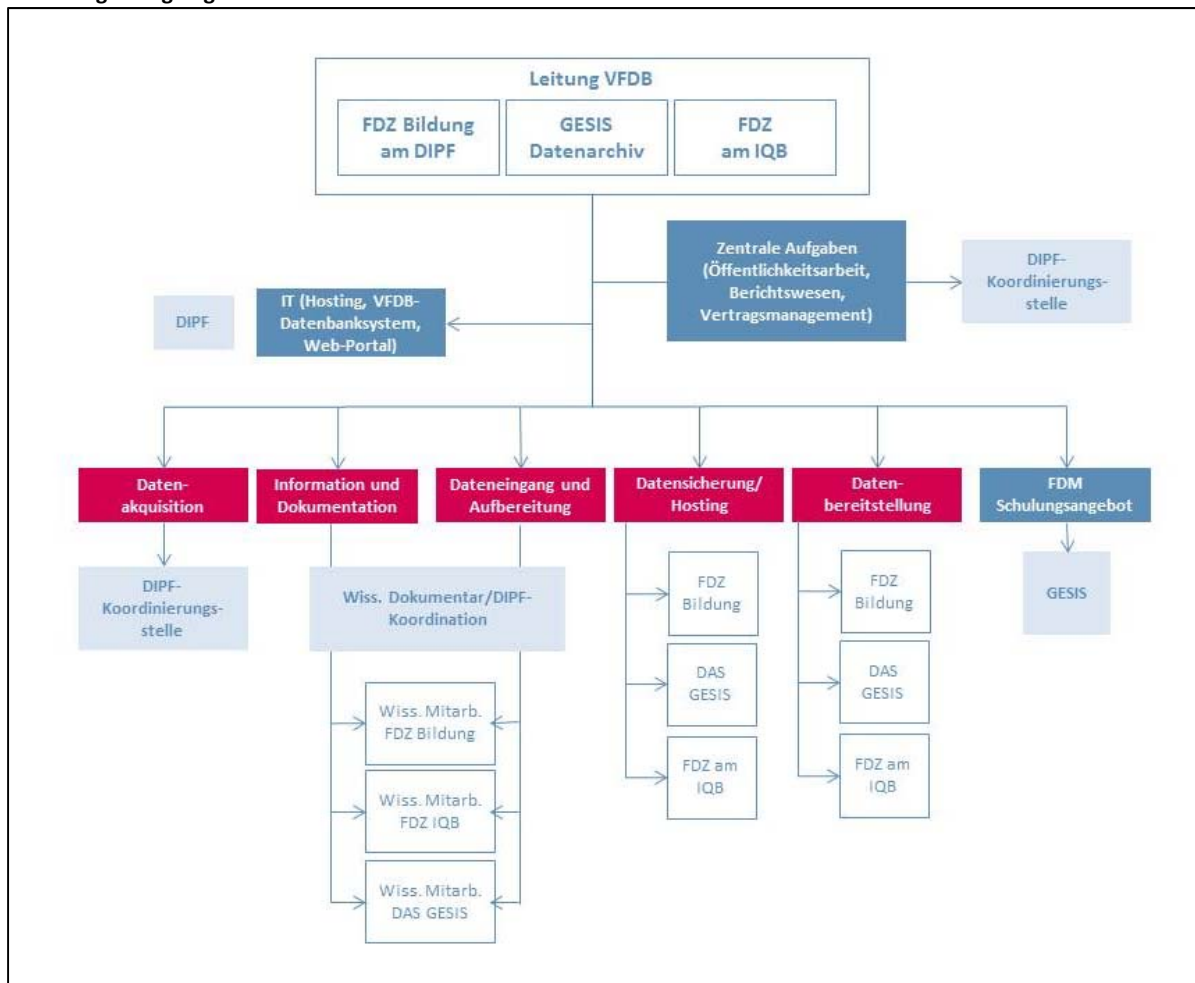 Leitung VFDB
FDZ Bildung
am DIPF
GESIS
Datenarchiv
FDZ
am IQB
Zentrale Aufgaben
(Öffentlichkeitsarbeit,
Berichtswesen,
Vertragsmanagement)
DIPF-
Koordinierungs-
stelle
DIPF
IT (Hosting, VFDB-
Datenbanksystem,
Web-Portal)
Daten-
akquisition
Information und
Dokumentation
Dateneingang und
Aufbereitung
Datensicherung/
Hosting
Daten-
bereitstellung
FDM
Schulungsangebot
DIPF-
Koordinierungs-
stelle
Wiss. Dokumentar/DIPF-
Koordination
Wiss. Mitarb.
FDZ Bildung
Wiss. Mitarb.
FDZ IQB
Wiss. Mitarb.
DAS GESIS
FDZ
Bildung
DAS
GESIS
FDZ am
IQB
FDZ
Bildung
DAS
GESIS
FDZ am
IQB
GESIS